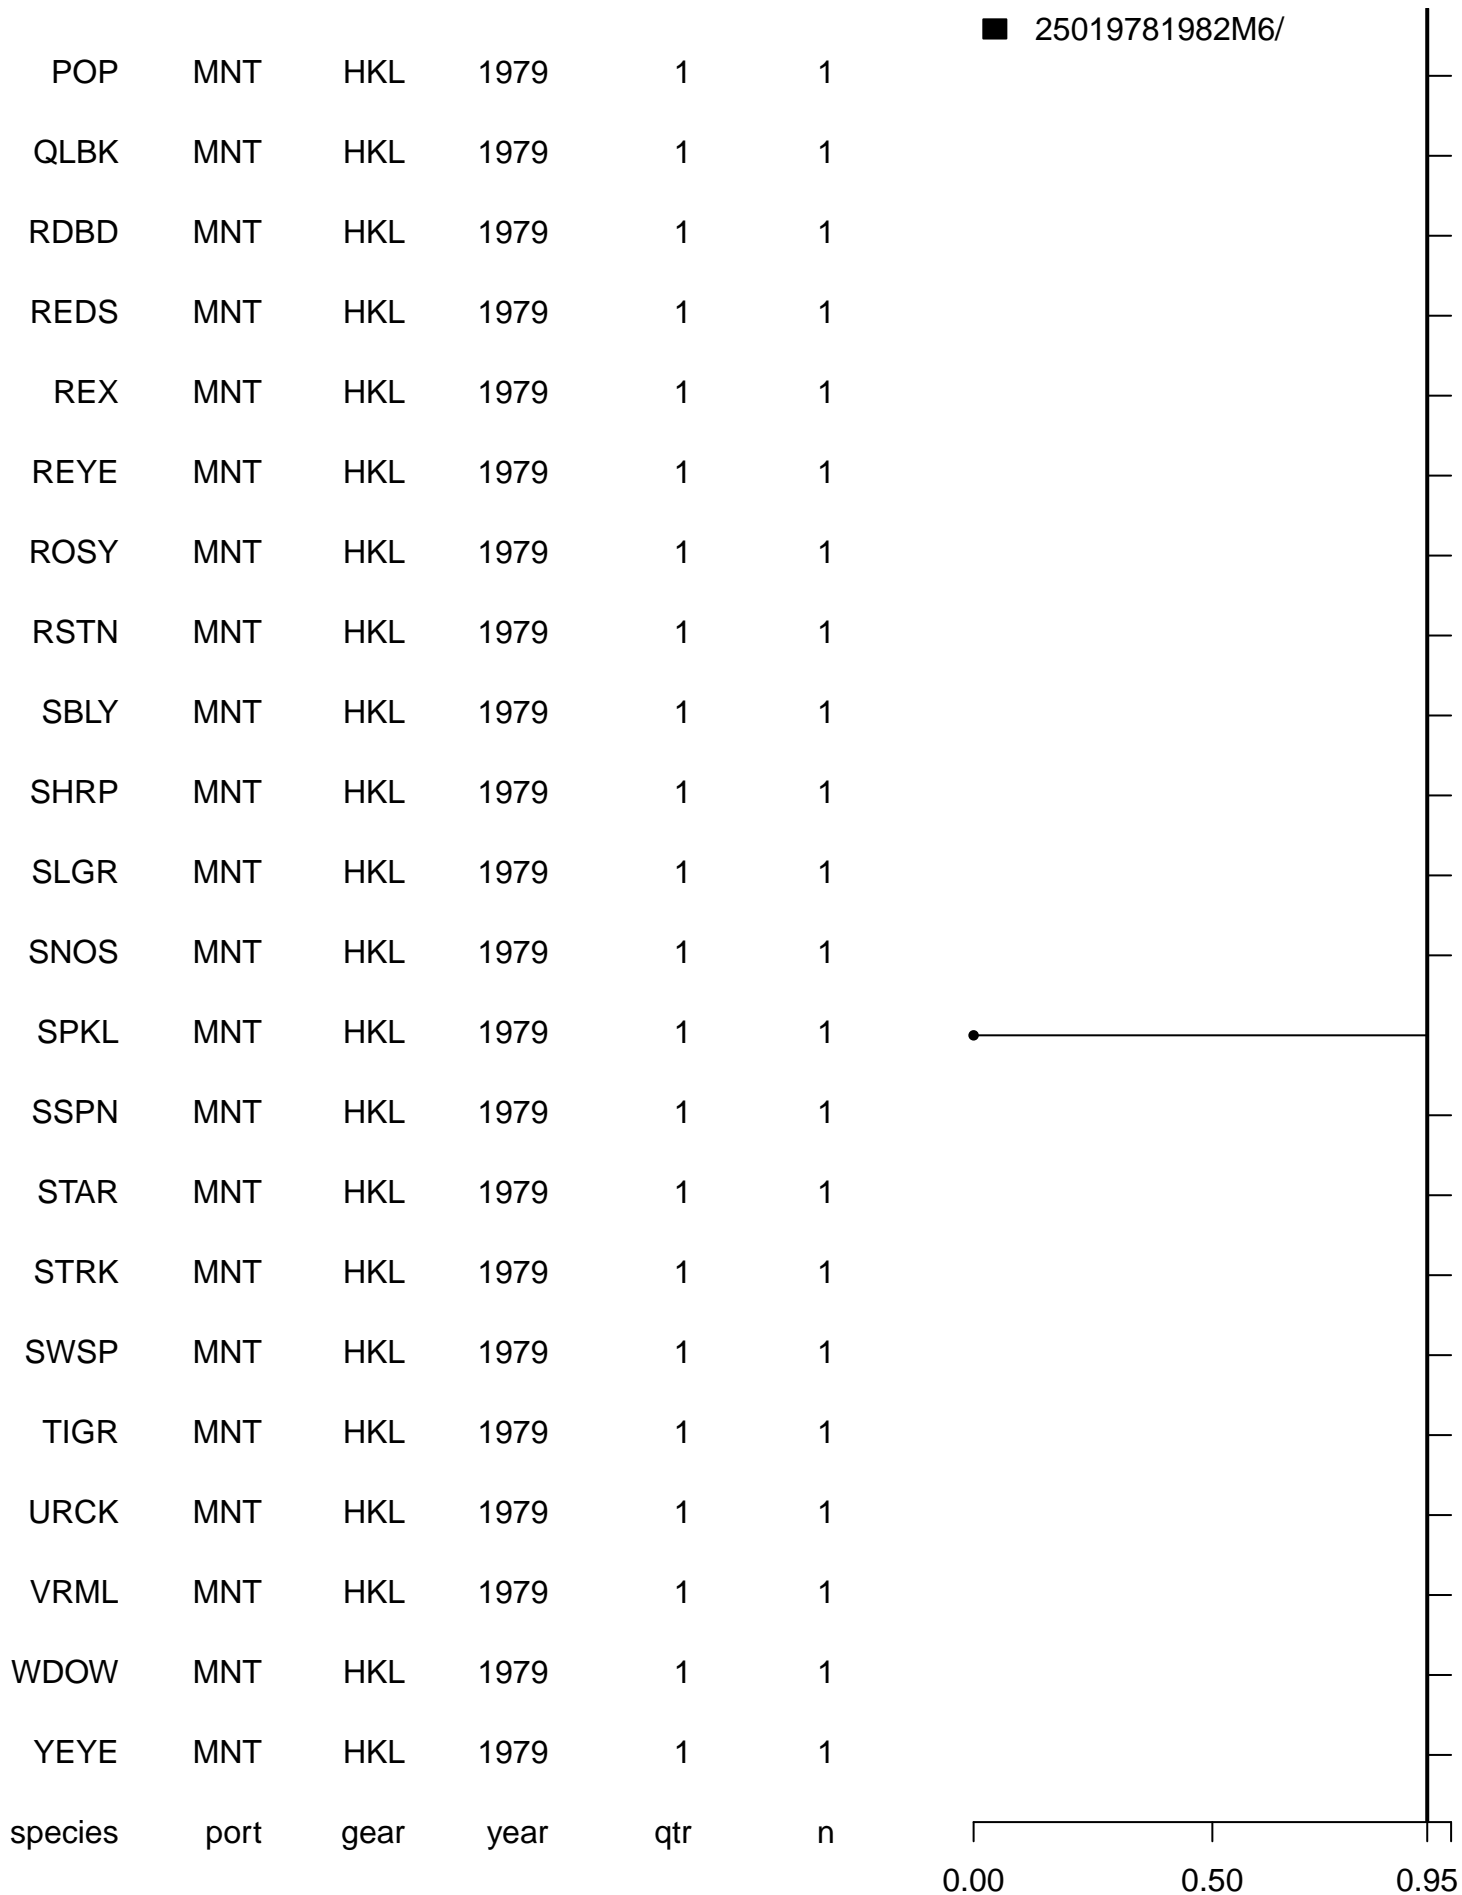 25019781982M6/
POP MNT HKL 1979 1 1
QLBK MNT HKL 1979 1 1
RDBD MNT HKL 1979 1 1
REDS MNT HKL 1979 1 1
REX MNT HKL 1979 1 1
REYE MNT HKL 1979 1 1
ROSY MNT HKL 1979 1 1
RSTN MNT HKL 1979 1 1
SBLY MNT HKL 1979 1 1
SHRP MNT HKL 1979 1 1
SLGR MNT HKL 1979 1 1
SNOS MNT HKL 1979 1 1
SPKL MNT HKL 1979 1 1
SSPN MNT HKL 1979 1 1
STAR MNT HKL 1979 1 1
STRK MNT HKL 1979 1 1
SWSP MNT HKL 1979 1 1
TIGR MNT HKL 1979 1 1
URCK MNT HKL 1979 1 1
VRML MNT HKL 1979 1 1
WDOW MNT HKL 1979 1 1
YEYE MNT HKL 1979 1 1
species port gear year qtr n
0.00 0.50 0.95